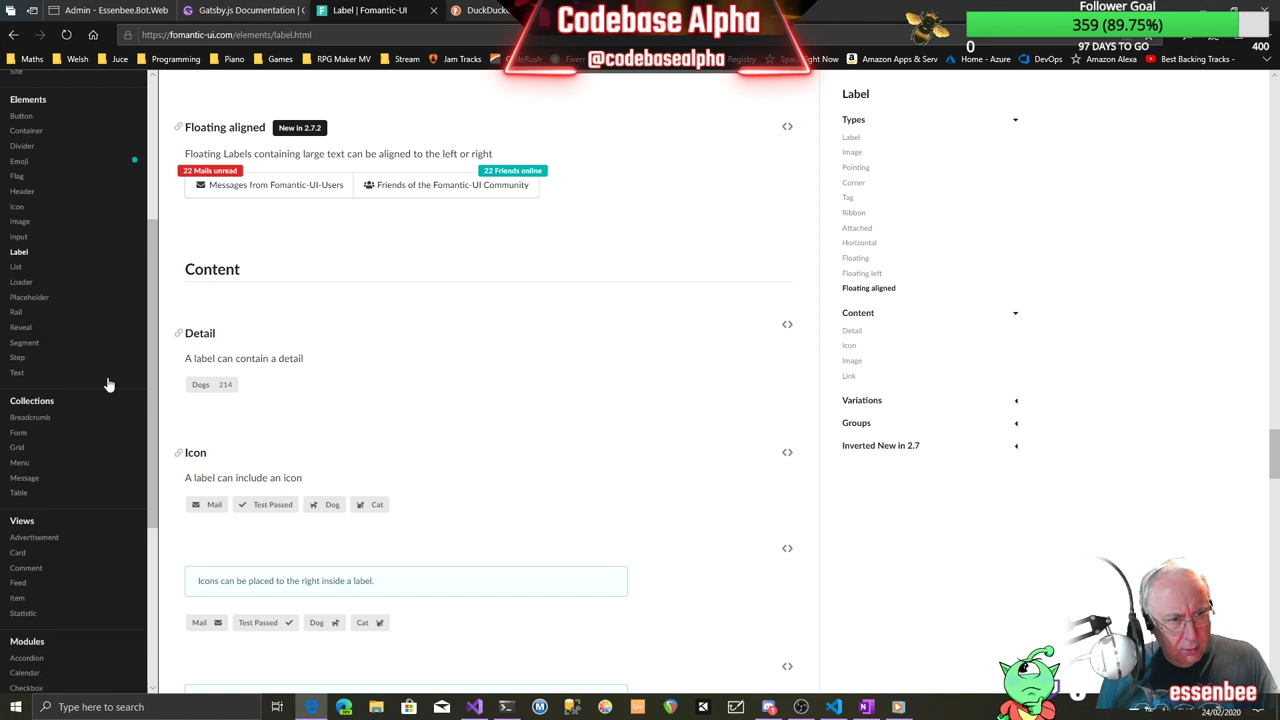 gatsbyjs/gatsby
Documentation | G
Admin - Essenbee.Bot.Web
Label | Fomantic-UI
DuckDuck
Codebase Alpha
@codebasealpha
Follower Goal
359 (89.75%)
0
97 DAYS TO GO
400
https://fomantic-ui.com/elements/label.html
Maths
Welsh
Juce
Programming
Piano
Games
RPG Maker MV
Stream
Jam Tracks
Fiverr
Registry
Now
Amazon Apps & Serv
Home - Azure
DevOps
Amazon Alexa
Best Backing Tracks -
Site
Elements
Button
Container
Divider
Emoji
Flag
Header
Icon
Image
Input
Label
List
Loader
Placeholder
Rail
Reveal
Segment
Step
Text
Collections
Breadcrumb
Form
Grid
Menu
Message
Table
Views
Advertisement
Card
Comment
Feed
Item
Statistic
Modules
Accordion
Calendar
Checkbox
Floating aligned
New in 2.7.2
Floating Labels containing large text can be aligned to the left or right
22 Mails unread
22 Friends online
Messages from Fomantic-UI-Users
Friends of the Fomantic-UI Community
Content
Detail
A label can contain a detail
Dogs 214
Icon
A label can include an icon
Mail
Test Passed
Dog
Cat
Icons can be placed to the right inside a label.
Mail
Test Passed
Dog
Cat
Label
Types
Label
Image
Pointing
Corner
Tag
Ribbon
Attached
Horizontal
Floating
Floating left
Floating aligned
Content
Detail
Icon
Image
Link
Variations
Groups
Inverted New in 2.7
essenbee
Type here to search
24/02/2020